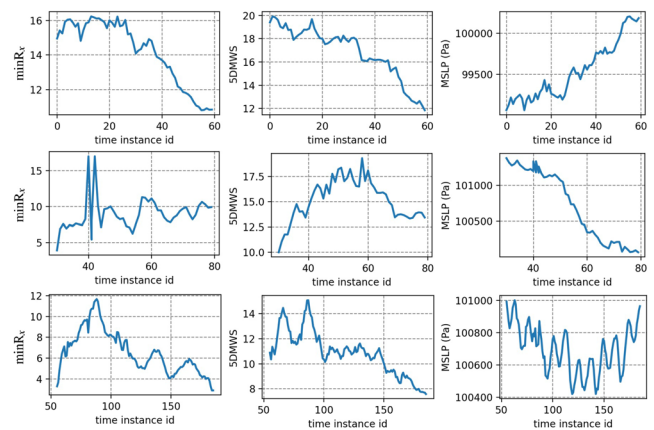 16
14
12
minRx
0 20 40 60
time instance id
20
18
16
14
12
5DMWS
0 20 40 60
time instance id
100000
99500
MSLP (Pa)
0 20 40 60
time instance id
15
10
5
minRx
40 60 80
time instance id
17.5
15.0
12.5
10.0
5DMWS
40 60 80
time instance id
101000
100500
MSLP (Pa)
40 60 80
time instance id
12
10
8
6
4
minRx
50 100 150
time instance id
14
12
10
8
5DMWS
50 100 150
time instance id
101000
100800
100600
100400
MSLP (Pa)
50 100 150
time instance id